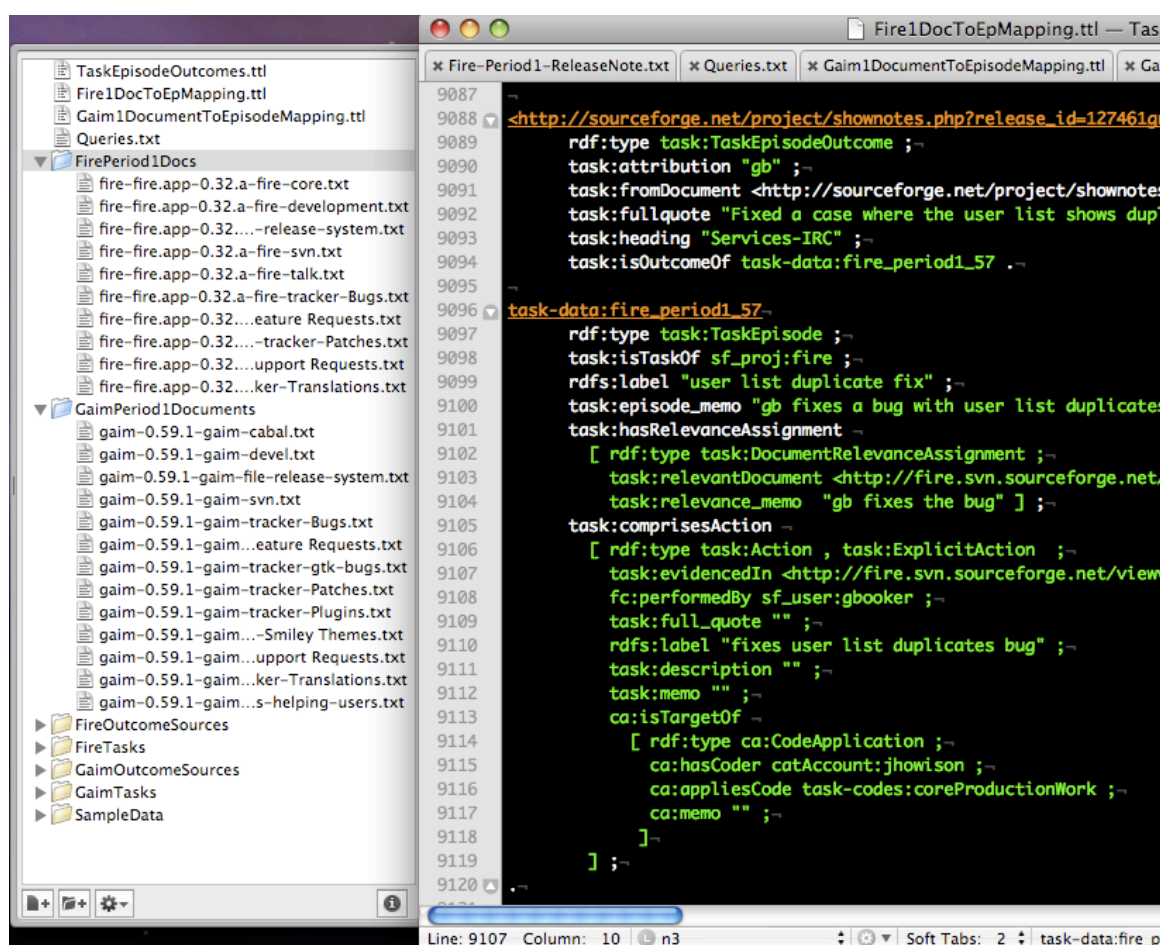 TaskEpisodeOutcomes.ttl
Fire1DocToEpMapping.ttl
Gaim1DocumentToEpisodeMapping.ttl
Queries.txt
FirePeriod1Docs
fire-fire.app-0.32.a-fire-core.txt
fire-fire.app-0.32.a-fire-development.txt
fire-fire.app-0.32....-release-system.txt
fire-fire.app-0.32.a-fire-svn.txt
fire-fire.app-0.32.a-fire-talk.txt
fire-fire.app-0.32.a-fire-tracker-Bugs.txt
fire-fire.app-0.32....eature Requests.txt
fire-fire.app-0.32....-tracker-Patches.txt
fire-fire.app-0.32....upport Requests.txt
fire-fire.app-0.32....ker-Translations.txt
GaimPeriod1Documents
gaim-0.59.1-gaim-cabal.txt
gaim-0.59.1-gaim-devel.txt
gaim-0.59.1-gaim-file-release-system.txt
gaim-0.59.1-gaim-svn.txt
gaim-0.59.1-gaim-tracker-Bugs.txt
gaim-0.59.1-gaim...eature Requests.txt
gaim-0.59.1-gaim-tracker-gtk-bugs.txt
gaim-0.59.1-gaim-tracker-Patches.txt
gaim-0.59.1-gaim-tracker-Plugins.txt
gaim-0.59.1-gaim...-Smiley Themes.txt
gaim-0.59.1-gaim...upport Requests.txt
gaim-0.59.1-gaim...ker-Translations.txt
gaim-0.59.1-gaim...s-helping-users.txt
FireOutcomeSources
FireTasks
GaimOutcomeSources
GaimTasks
SampleData
Fire1DocToEpMapping.ttl — Tas
Fire-Period1-ReleaseNote.txt Queries.txt Gaim1DocumentToEpisodeMapping.ttl Ga
9087 ¬
9088 <http://sourceforge.net/project/shownotes.php?release_id=127461g
9089 rdf:type task:TaskEpisodeOutcome ;¬
9090 task:attribution "gb" ;¬
9091 task:fromDocument <http://sourceforge.net/project/shownotes
9092 task:fullquote "Fixed a case where the user list shows dup
9093 task:heading "Services-IRC" ;¬
9094 task:isOutcomeOf task-data:fire_period1_57 .¬
9095 ¬
9096 task-data:fire_period1_57¬
9097 rdf:type task:TaskEpisode ;¬
9098 task:isTaskOf sf_proj:fire ;¬
9099 rdfs:label "user list duplicate fix" ;¬
9100 task:episode_memo "gb fixes a bug with user list duplicates
9101 task:hasRelevanceAssignment ¬
9102 [ rdf:type task:DocumentRelevanceAssignment ;¬
9103 task:relevantDocument <http://fire.svn.sourceforge.net/
9104 task:relevance_memo "gb fixes the bug" ] ;¬
9105 task:comprisesAction ¬
9106 [ rdf:type task:Action , task:ExplicitAction ;¬
9107 task:evidencedIn <http://fire.svn.sourceforge.net/view
9108 fc:performedBy sf_user:gbooker ;¬
9109 task:full_quote "" ;¬
9110 rdfs:label "fixes user list duplicates bug" ;¬
9111 task:description "" ;¬
9112 task:memo "" ;¬
9113 ca:isTargetOf ¬
9114 [ rdf:type ca:CodeApplication ;¬
9115 ca:hasCoder catAccount:jhowison ;¬
9116 ca:appliesCode task-codes:coreProductionWork ;¬
9117 ca:memo "" ;¬
9118 ]¬
9119 ] ;¬
9120 .¬
Line: 9107 Column: 10 L n3 Soft Tabs: 2 task-data:fire_p